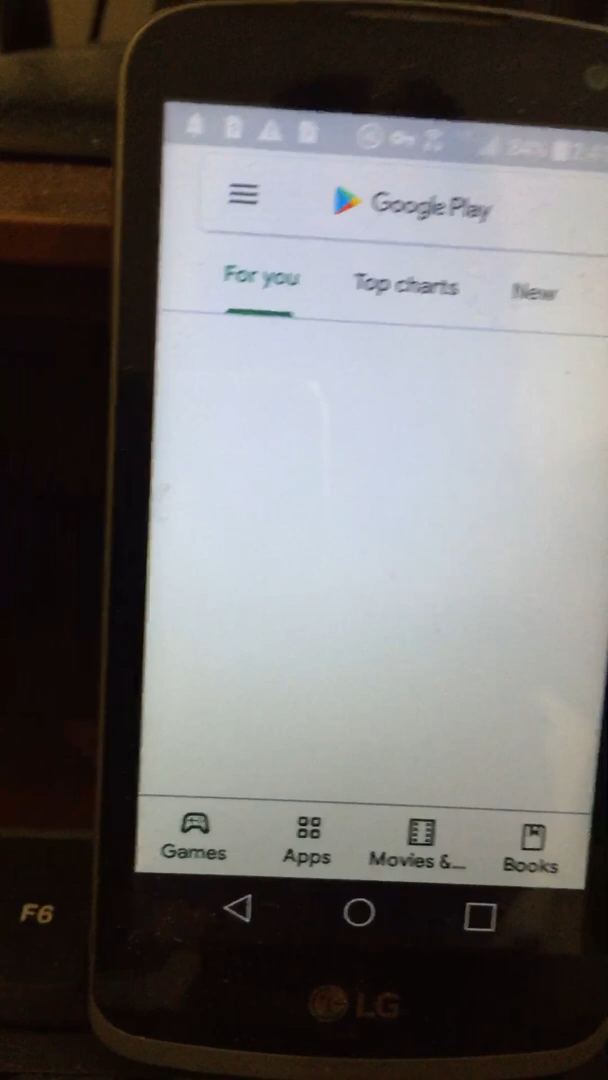 Google Play
For you Top charts New
Games Apps Movies &... Books
F6
LG